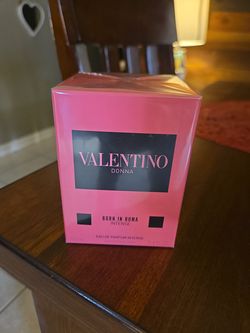 VALENTINO
DONNA
BORN IN ROMA
INTENSE
EAU DE PARFUM INTENSE